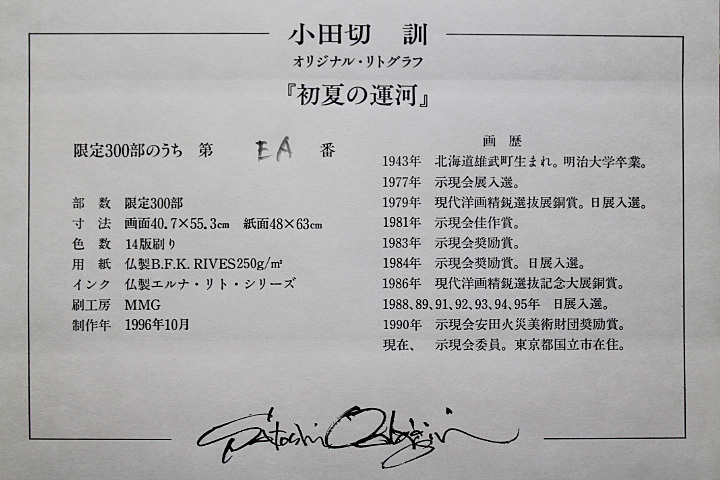 小田切　訓
オリジナル・リトグラフ
『初夏の運河』
限定300部のうち　第　EA　番
部　数　限定300部
寸　法　画面40.7×55.3cm　紙面48×63cm
色　数　14版刷り
用　紙　仏製B.F.K. RIVES250g/㎡
インク　仏製エルナ・リト・シリーズ
刷工房　MMG
制作年　1996年10月
画　歴
1943年　北海道雄武町生まれ。明治大学卒業。
1977年　示現会展入選。
1979年　現代洋画精鋭選抜展銅賞。日展入選。
1981年　示現会佳作賞。
1983年　示現会奨励賞。
1984年　示現会奨励賞。日展入選。
1986年　現代洋画精鋭選抜記念大展銅賞。
1988、89、91、92、93、94、95年　日展入選。
1990年　示現会安田火災美術財団奨励賞。
現在、　示現会委員。東京都国立市在住。
Satoshi Odagiri